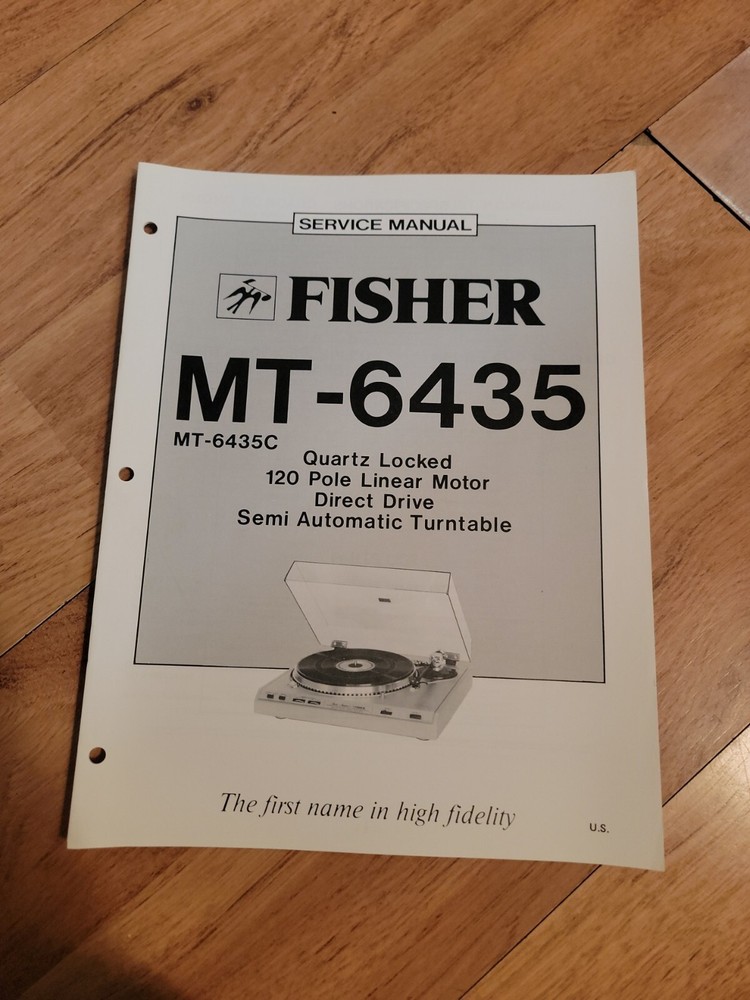 SERVICE MANUAL
FISHER
MT-6435
MT-6435C
Quartz Locked
120 Pole Linear Motor
Direct Drive
Semi Automatic Turntable
The first name in high fidelity
U.S.